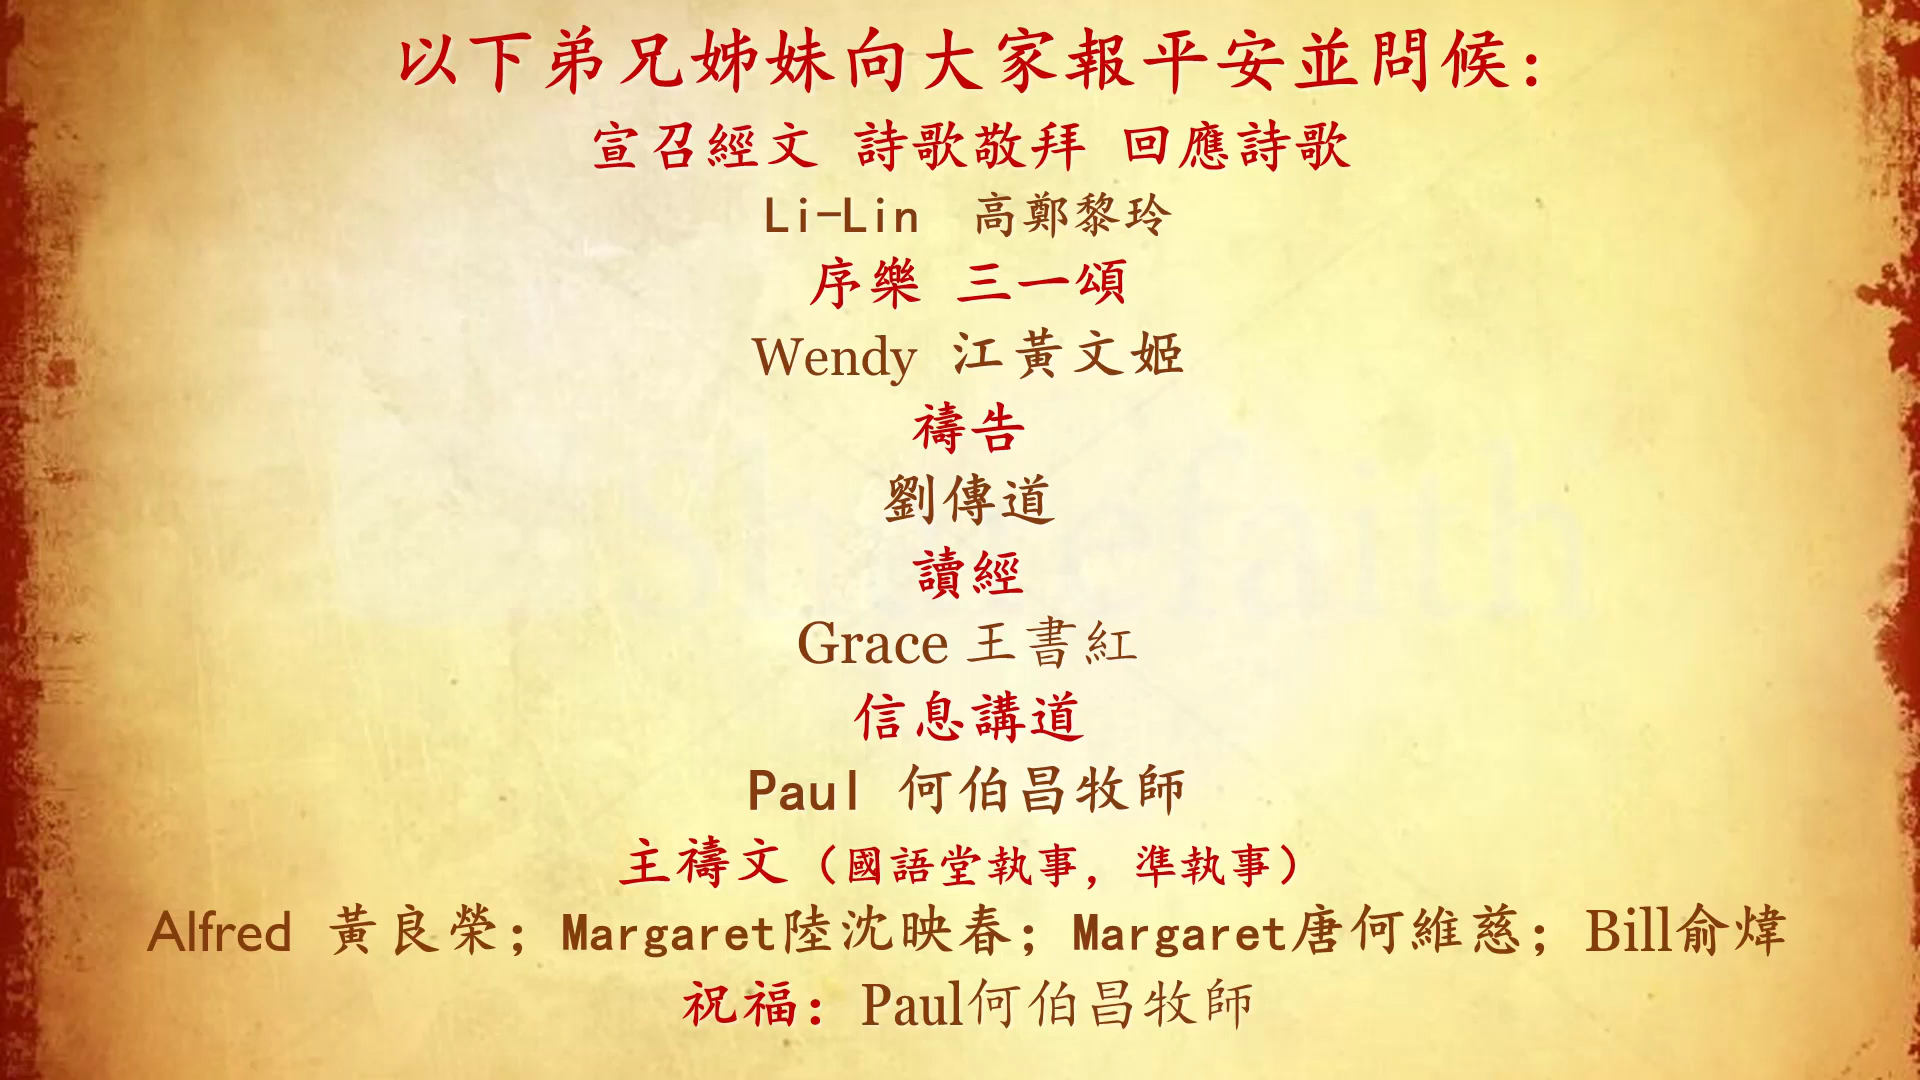 以下弟兄姊妹向大家報平安並問候：
宣召經文 詩歌敬拜 回應詩歌
Li-Lin 高鄭黎玲
序樂 三一頌
Wendy 江黃文姬
禱告
劉傳道
讀經
Grace 王書紅
信息講道
Paul 何伯昌牧師
主禱文（國語堂執事，準執事）
Alfred 黃良榮；Margaret陸沈映春；Margaret唐何維慈；Bill俞煒
祝福：Paul何伯昌牧師
Sharefaith